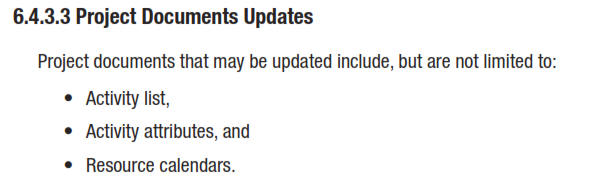 6.4.3.3 Project Documents Updates
Project documents that may be updated include, but are not limited to:
• Activity list,
• Activity attributes, and
• Resource calendars.